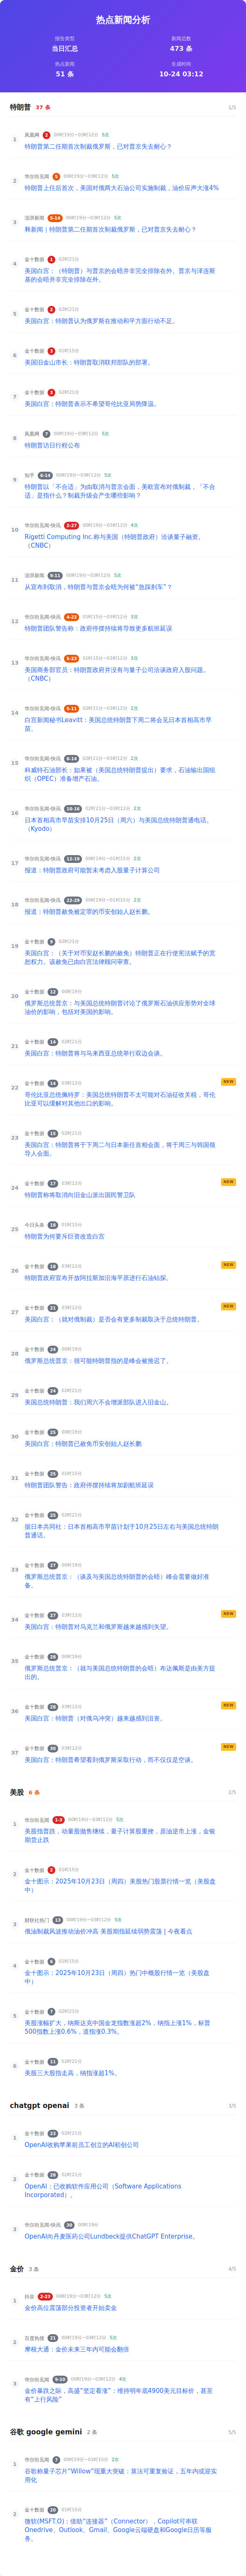 热点新闻分析
报告类型
新闻总数
当日汇总
473 条
热点新闻
生成时间
51 条
10-24 03:12
特朗普 37 条 1/5
1 凤凰网 2 00时19分~03时12分 5次
特朗普第二任期首次制裁俄罗斯，已对普京失去耐心？
2 华尔街见闻 5 00时19分~03时12分 5次
特朗普上任后首次，美国对俄两大石油公司实施制裁，油价应声大涨4%
3 澎湃新闻 5-14 00时19分~03时12分 5次
释新闻｜特朗普第二任期首次制裁俄罗斯，已对普京失去耐心？
4 金十数据 1 02时21分
美国白宫：（特朗普）与普京的会晤并非完全排除在外。普京与泽连斯
基的会晤并非完全排除在外。
5 金十数据 2 02时21分
美国白宫：特朗普认为俄罗斯在推动和平方面行动不足。
6 金十数据 3 01时15分
美国旧金山市长：特朗普取消联邦部队的部署。
7 金十数据 3 02时21分
美国白宫：特朗普表示不希望哥伦比亚局势降温。
8 凤凰网 7 00时19分~03时12分 5次
特朗普访日行程公布
9 知乎 6-14 00时19分~03时12分 5次
特朗普以「不合适」为由取消与普京会面，美欧宣布对俄制裁，「不合
适」是指什么？制裁升级会产生哪些影响？
10 华尔街见闻-快讯 2-27 00时19分~03时12分 4次
Rigetti Computing Inc.称与美国（特朗普政府）洽谈量子融资。
（CNBC）
11 澎湃新闻 9-11 00时19分~03时12分 5次
从宣布到取消，特朗普与普京会晤为何被“急踩刹车”？
12 华尔街见闻-快讯 4-22 01时15分~03时12分 3次
特朗普团队警告称：政府停摆持续将导致更多航班延误
13 华尔街见闻-快讯 5-23 01时15分~03时12分 3次
美国商务部官员：特朗普政府并没有与量子公司洽谈政府入股问题。
（CNBC）
14 华尔街见闻-快讯 5-11 02时21分~03时12分 2次
白宫新闻秘书Leavitt：美国总统特朗普下周二将会见日本首相高市早
苗。
15 华尔街见闻-快讯 8-14 02时21分~03时12分 2次
科威特石油部长：如果被（美国总统特朗普提出）要求，石油输出国组
织（OPEC）准备增产石油。
16 华尔街见闻-快讯 10-16 02时21分~03时12分 2次
日本首相高市早苗安排10月25日（周六）与美国总统特朗普通电话。
（Kyodo）
17 华尔街见闻-快讯 12-19 00时19分~01时15分 2次
报道：特朗普政府可能暂未考虑入股量子计算公司
18 华尔街见闻-快讯 22-29 00时19分~01时15分 2次
报道：特朗普赦免被定罪的币安创始人赵长鹏。
19 金十数据 9 02时21分
美国白宫：（关于对币安赵长鹏的赦免）特朗普正在行使宪法赋予的宽
恕权力。该赦免已由白宫法律顾问审查。
20 金十数据 12 00时19分
俄罗斯总统普京：与美国总统特朗普讨论了俄罗斯石油供应形势对全球
油价的影响，包括对美国的影响。
21 金十数据 14 02时21分
美国白宫：特朗普将与马来西亚总统举行双边会谈。
22 金十数据 14 03时12分 NEW
哥伦比亚总统佩特罗：美国总统特朗普不太可能对石油征收关税，哥伦
比亚可以缓解对其他出口的影响。
23 金十数据 15 02时21分
美国白宫：特朗普将于下周二与日本新任首相会面，将于周三与韩国领
导人会面。
24 金十数据 17 03时12分 NEW
特朗普称将取消向旧金山派出国民警卫队
25 今日头条 18 01时15分
特朗普为何要斥巨资改造白宫
26 金十数据 18 03时12分 NEW
特朗普政府宣布开放阿拉斯加沿海平原进行石油钻探。
27 金十数据 21 03时12分 NEW
美国白宫：（就对俄制裁）是否会有更多制裁取决于总统特朗普。
28 金十数据 24 00时19分
俄罗斯总统普京：很可能特朗普指的是峰会被推迟了。
29 金十数据 24 02时21分
美国总统特朗普：我们周六不会增派部队进入旧金山。
30 金十数据 25 00时19分
美国白宫：特朗普已赦免币安创始人赵长鹏
31 金十数据 25 01时15分
特朗普团队警告：政府停摆持续将加剧航班延误
32 金十数据 25 02时21分
据日本共同社：日本首相高市早苗计划于10月25日左右与美国总统特朗
普通话。
33 金十数据 27 00时19分
俄罗斯总统普京：（谈及与美国总统特朗普的会晤）峰会需要做好准
备。
34 金十数据 27 03时12分 NEW
美国白宫：特朗普对乌克兰和俄罗斯越来越感到失望。
35 金十数据 28 00时19分
俄罗斯总统普京：（就与美国总统特朗普的会晤）布达佩斯是由美方提
出的。
36 金十数据 28 03时12分 NEW
美国白宫：特朗普（对俄乌冲突）越来越感到沮丧。
37 金十数据 30 03时12分 NEW
美国白宫：特朗普希望看到俄罗斯采取行动，而不仅仅是空谈。
美股 6 条 2/5
1 华尔街见闻 1-3 00时19分~03时12分 5次
美股指普跌，动量股抛售继续，量子计算股重挫，原油逆市上涨，金银
期货止跌
2 金十数据 2 01时15分
金十图示：2025年10月23日（周四）美股热门股票行情一览（美股盘
中）
3 财联社热门 13 00时19分~03时12分 5次
俄油制裁风波推动油价冲高 美股期指延续弱势震荡 | 今夜看点
4 金十数据 6 01时15分
金十图示：2025年10月23日（周四）热门中概股行情一览（美股盘
中）
5 金十数据 7 02时21分
美股涨幅扩大，纳斯达克中国金龙指数涨超2%，纳指上涨1%，标普
500指数上涨0.6%，道指涨0.3%。
6 金十数据 11 02时21分
美股三大股指走高，纳指涨超1%。
chatgpt openai 3 条 3/5
1 金十数据 23 02时21分
OpenAI收购苹果前员工创立的AI初创公司
2 金十数据 26 02时21分
OpenAI：已收购软件应用公司（Software Applications
Incorporated）。
3 华尔街见闻-快讯 30 00时19分
OpenAI向丹麦医药公司Lundbeck提供ChatGPT Enterprise。
金价 3 条 4/5
1 抖音 2-23 00时19分~03时12分 5次
金价高位震荡部分投资者开始卖金
2 百度热搜 21 00时19分~03时12分 5次
摩根大通：金价未来三年内可能会翻倍
3 华尔街见闻 9-10 00时19分~03时12分 4次
金价暴跌之际，高盛“坚定看涨”：维持明年底4900美元目标价，甚至
有“上行风险”
谷歌 google gemini 2 条 5/5
1 华尔街见闻 7 00时19分~01时15分 2次
谷歌称量子芯片“Willow”现重大突破：算法可重复验证，五年内或迎实
用化
2 金十数据 20 01时15分
微软(MSFT.O)：借助“连接器”（Connector），Copilot可串联
Onedrive、Outlook、Gmail、Google云端硬盘和Google日历等服
务。